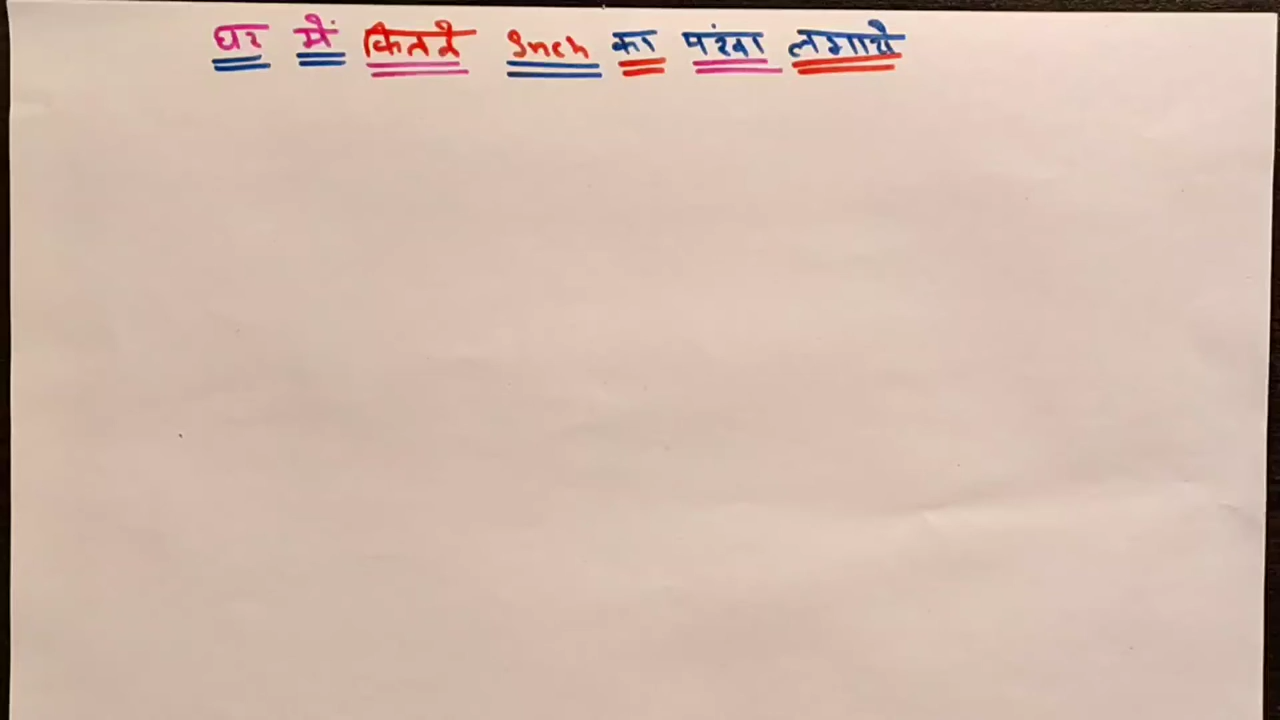 घर में कितने Inch का पंखा लगाये